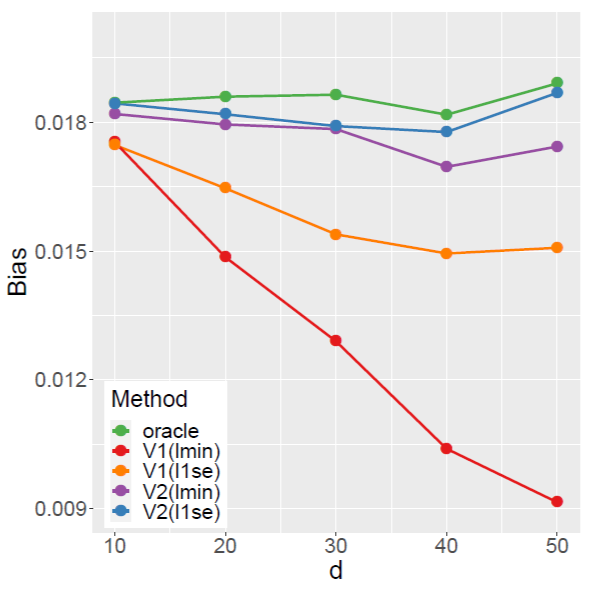 Bias
0.018
0.015
0.012
0.009
Method
oracle
V1(lmin)
V1(l1se)
V2(lmin)
V2(l1se)
10 20 30 40 50
d